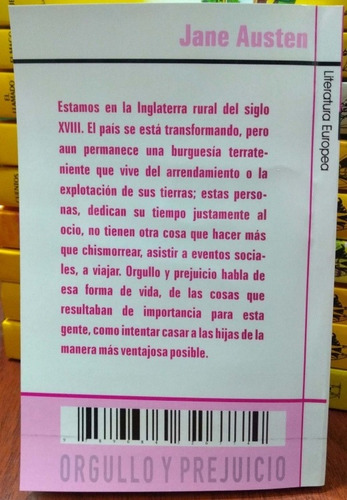 Jane Austen
Literatura Europea
Estamos en la Inglaterra rural del siglo
XVIII. El país se está transformando, pero
aun permanece una burguesía terrate-
niente que vive del arrendamiento o la
explotación de sus tierras; estas perso-
nas, dedican su tiempo justamente al
ocio, no tienen otra cosa que hacer más
que chismorrear, asistir a eventos socia-
les, a viajar. Orgullo y prejuicio habla de
esa forma de vida, de las cosas que
resultaban de importancia para esta
gente, como intentar casar a las hijas de la
manera más ventajosa posible.
ORGULLO Y PREJUICIO